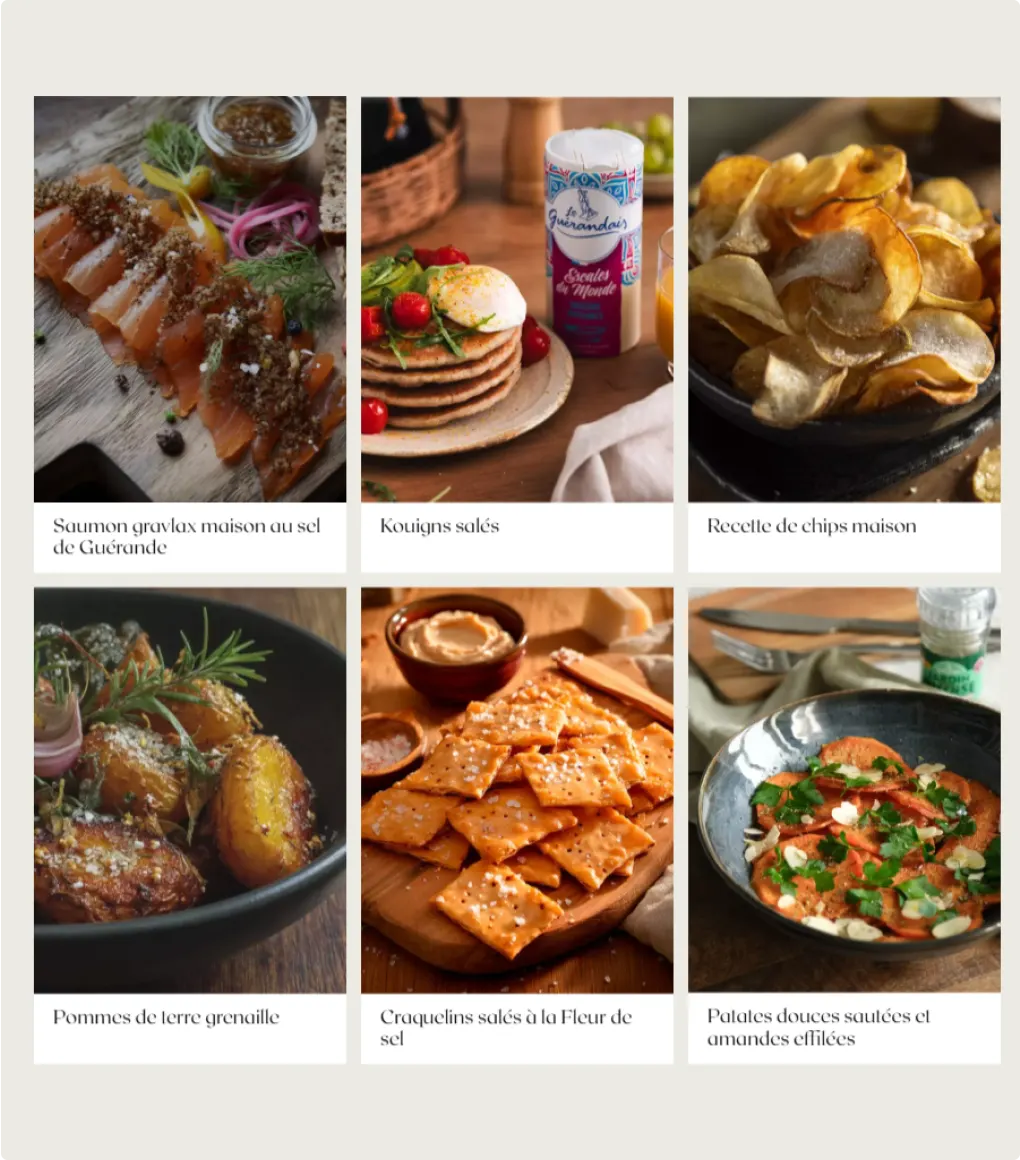 Le
Guérandais
Escales
du Monde
Saumon gravlax maison au sel
de Guérande
Kouigns salés
Recette de chips maison
JARDIN
Pommes de terre grenaille
Craquelins salés à la Fleur de
sel
Patates douces sautées et
amandes effilées